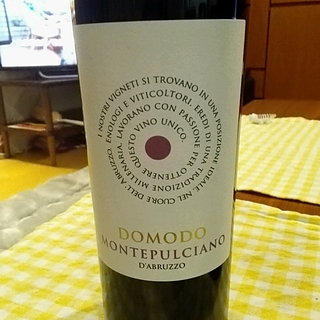 I NOSTRI VIGNETI SI TROVANO IN UNA POSIZIONE IDEALE NEL CUORE DELL'ABRUZZO. ENOLOGI E VITICOLTORI, EREDI DI UNA TRADIZIONE MILLENARIA, LAVORANO CON PASSIONE PER OTTENERE QUESTO VINO UNICO.
DOMODO
MONTEPULCIANO
D'ABRUZZO